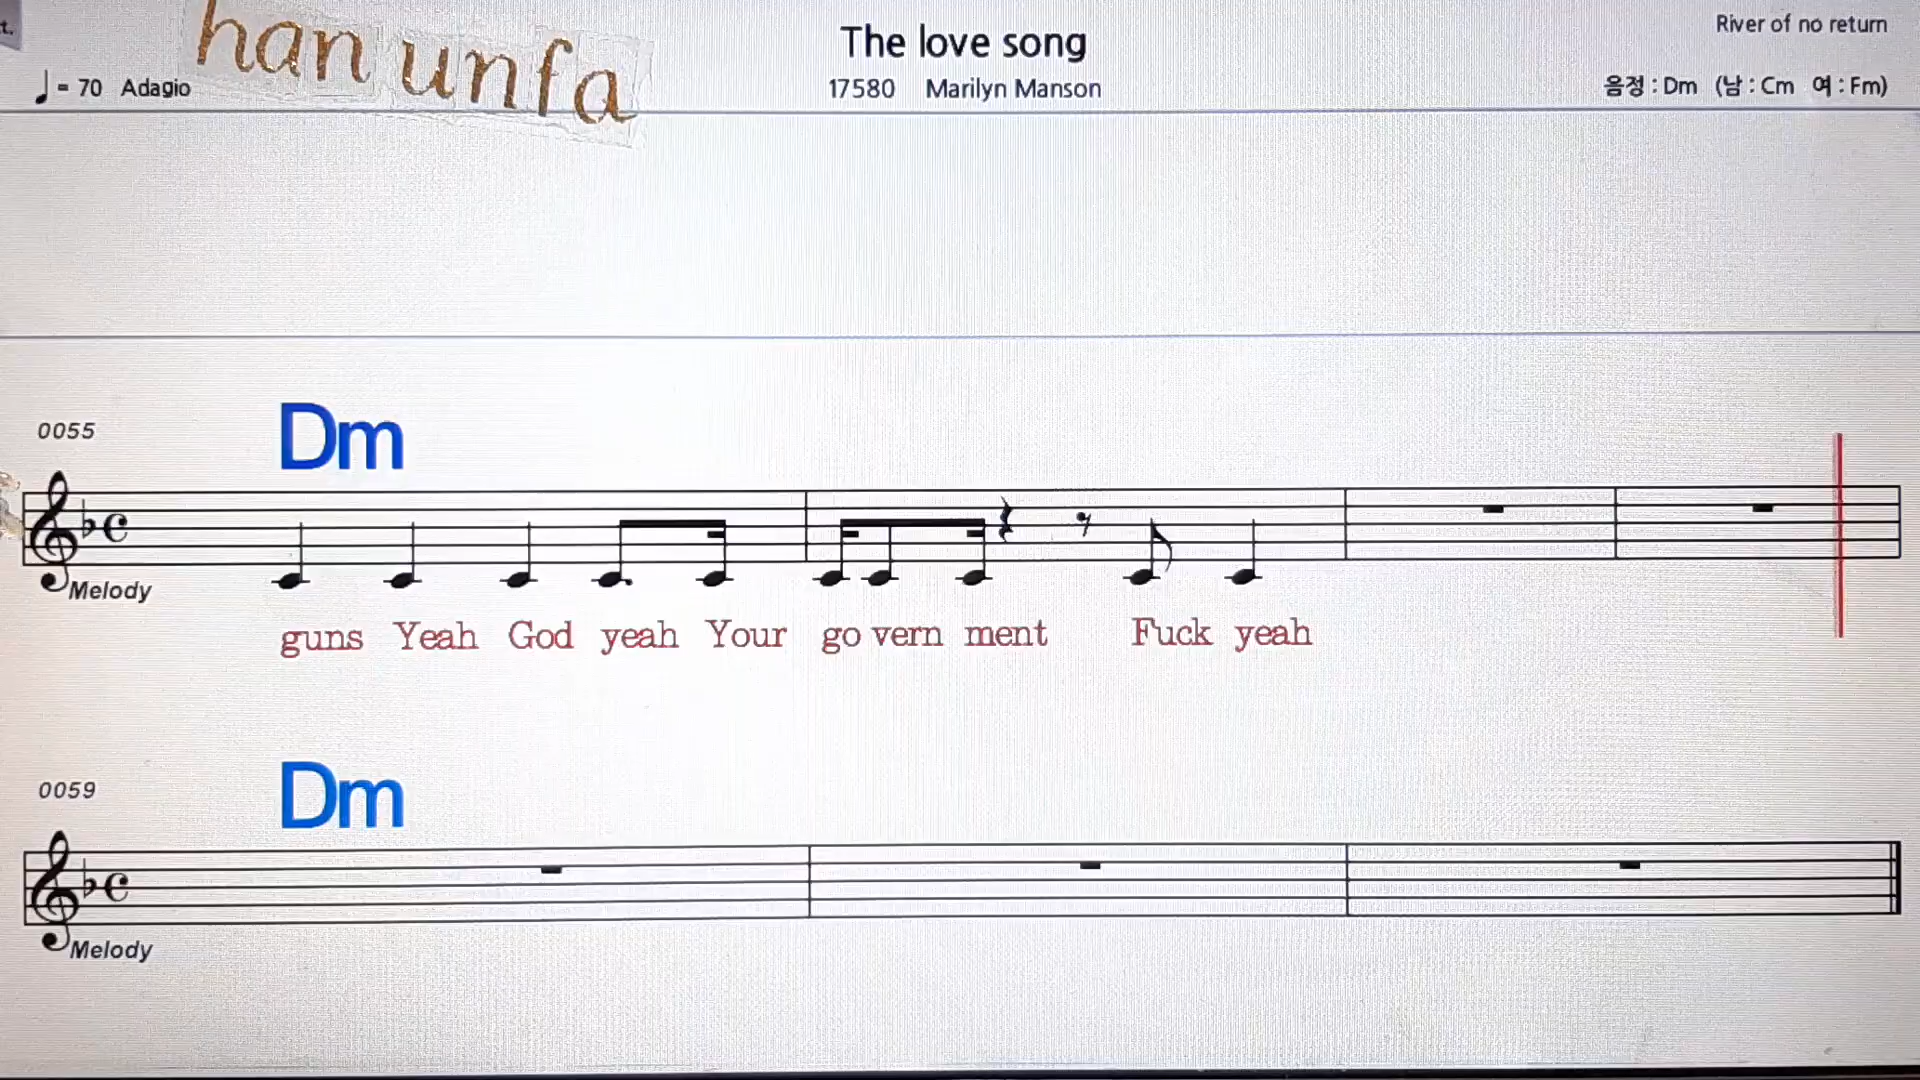 t.
han unfa
The love song
River of no return
= 70 Adagio
17580 Marilyn Manson
음정 : Dm (남 : Cm 여 : Fm)
Dm
0055
Melody
guns Yeah God yeah Your go vern ment Fuck yeah
Dm
0059
Melody